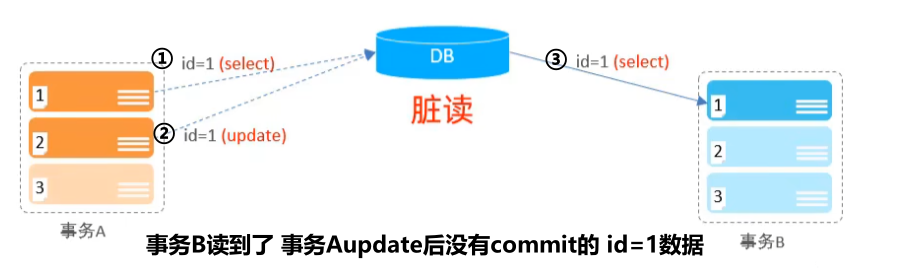 ① id=1 (select)
DB
③ id=1 (select)
1
② id=1 (update)
2
3
脏读
1
2
3
事务A
事务B
事务B读到了 事务Aupdate后没有commit的 id=1数据